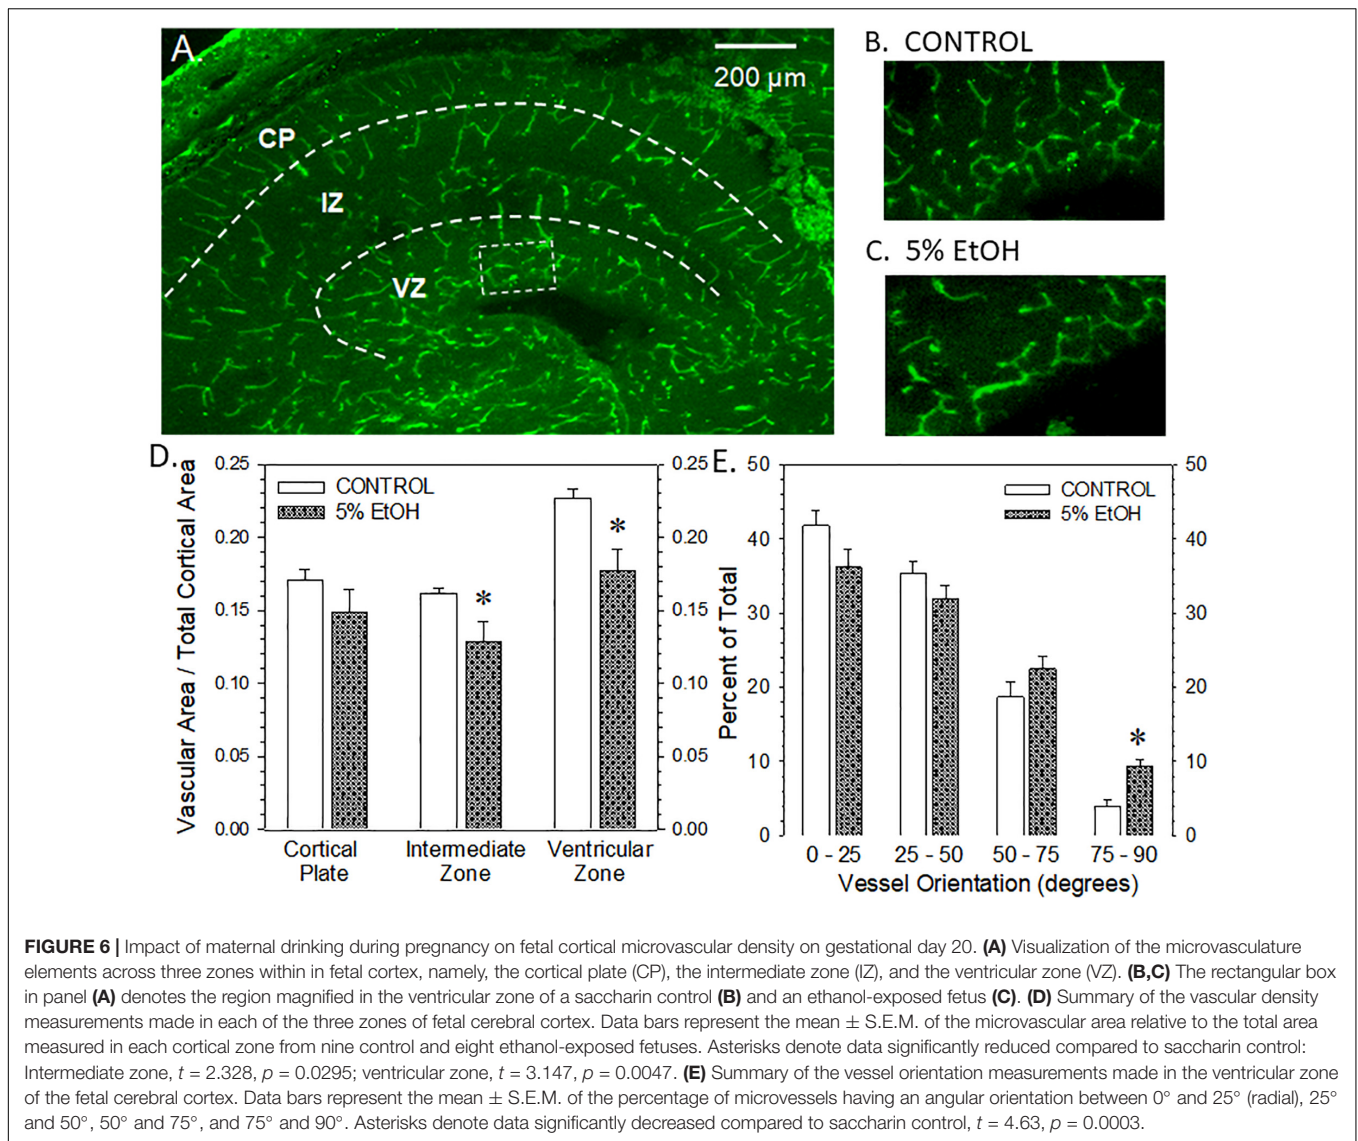 A.
200 µm
CP
IZ
VZ
B. CONTROL
C. 5% EtOH
D.
Vascular Area / Total Cortical Area
0.25
0.20
0.15
0.10
0.05
0.00
CONTROL
5% EtOH
*
*
0.25
0.20
0.15
0.10
0.05
0.00
Cortical
Plate
Intermediate
Zone
Ventricular
Zone
E.
Percent of Total
50
40
30
20
10
0
CONTROL
5% EtOH
*
50
40
30
20
10
0
0 - 25
25 - 50
50 - 75
75 - 90
Vessel Orientation (degrees)
FIGURE 6 | Impact of maternal drinking during pregnancy on fetal cortical microvascular density on gestational day 20. (A) Visualization of the microvasculature
elements across three zones within in fetal cortex, namely, the cortical plate (CP), the intermediate zone (IZ), and the ventricular zone (VZ). (B,C) The rectangular box
in panel (A) denotes the region magnified in the ventricular zone of a saccharin control (B) and an ethanol-exposed fetus (C). (D) Summary of the vascular density
measurements made in each of the three zones of fetal cerebral cortex. Data bars represent the mean ± S.E.M. of the microvascular area relative to the total area
measured in each cortical zone from nine control and eight ethanol-exposed fetuses. Asterisks denote data significantly reduced compared to saccharin control:
Intermediate zone, t = 2.328, p = 0.0295; ventricular zone, t = 3.147, p = 0.0047. (E) Summary of the vessel orientation measurements made in the ventricular zone
of the fetal cerebral cortex. Data bars represent the mean ± S.E.M. of the percentage of microvessels having an angular orientation between 0° and 25° (radial), 25°
and 50°, 50° and 75°, and 75° and 90°. Asterisks denote data significantly decreased compared to saccharin control, t = 4.63, p = 0.0003.